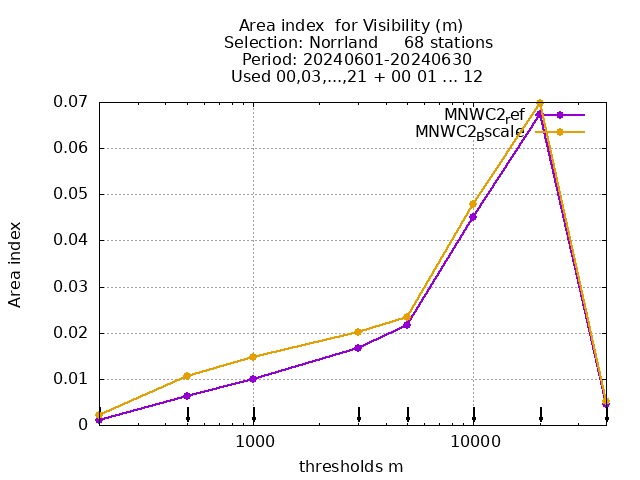 Area index  for Visibility (m)
Selection: Norrland     68 stations
Period: 20240601-20240630
Used 00,03,...,21 + 00 01 ... 12
0.07
MNWC2ref
MNWC2Bscale
0.06
0.05
0.04
0.03
0.02
0.01
0
Area index
1000
10000
thresholds m